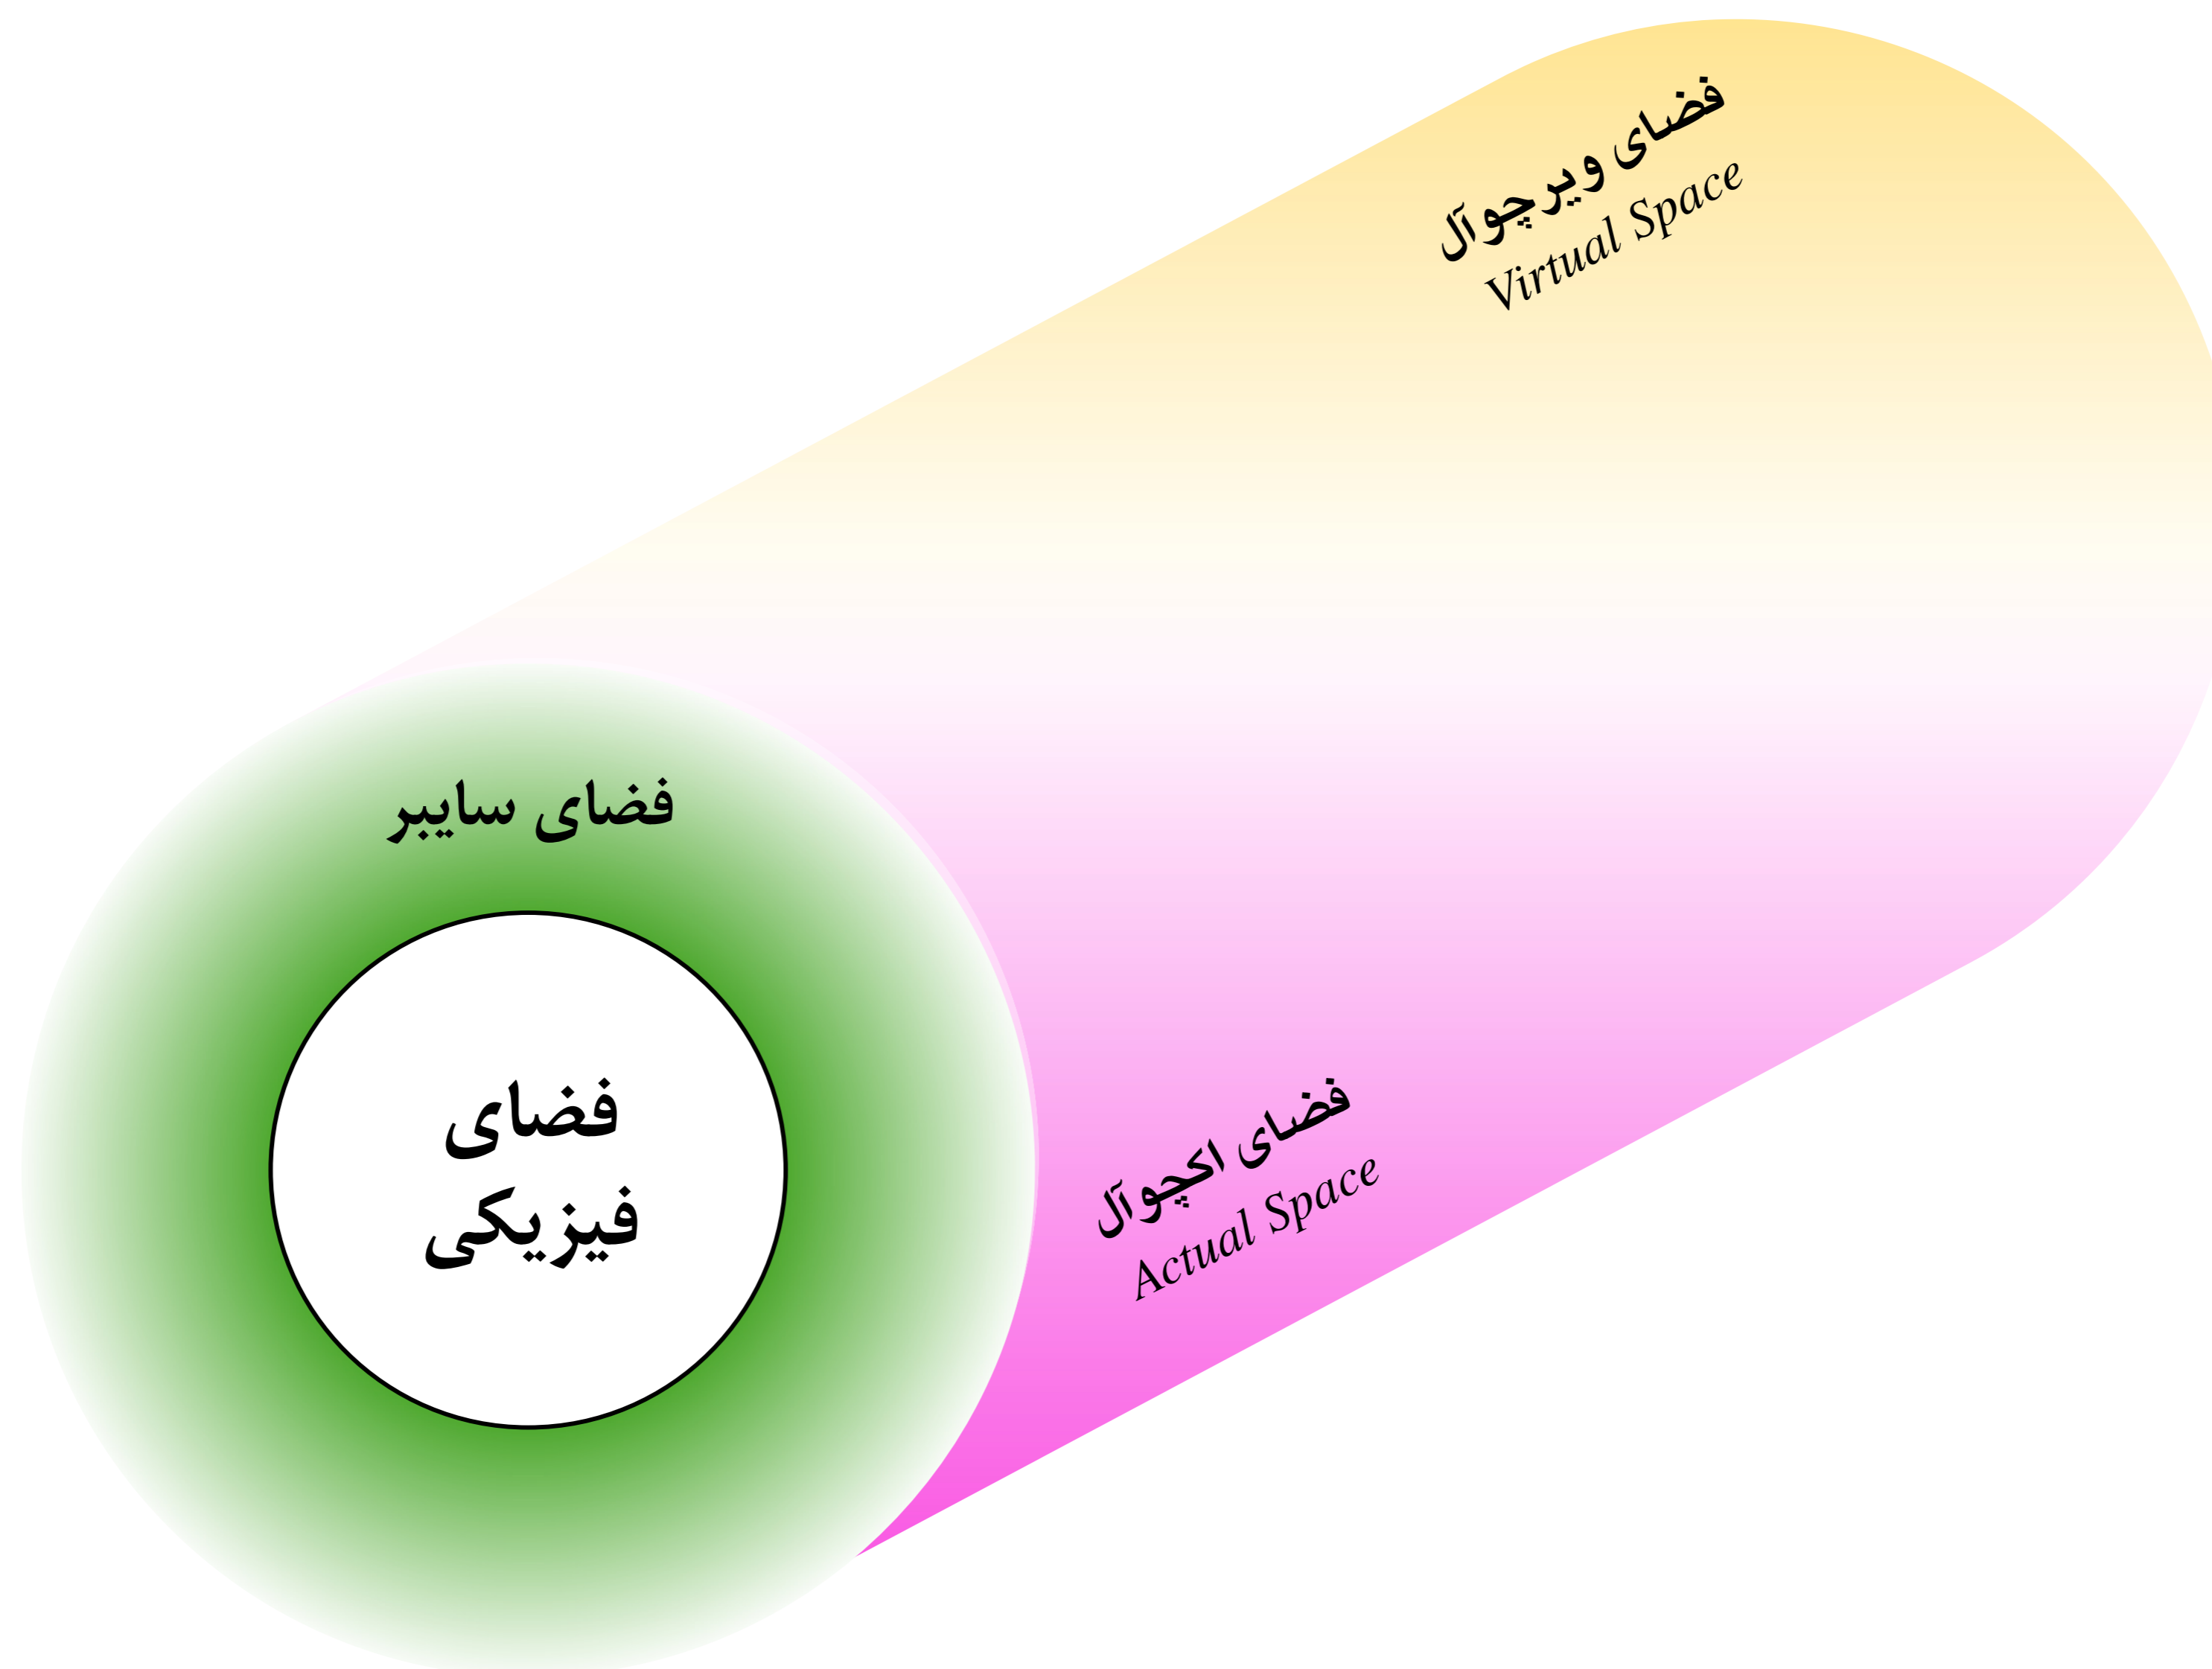 فضای ویرچوآل
Virtual Space
فضای سایبر
فضای
فیزیکی
فضای اکچوآل
Actual Space